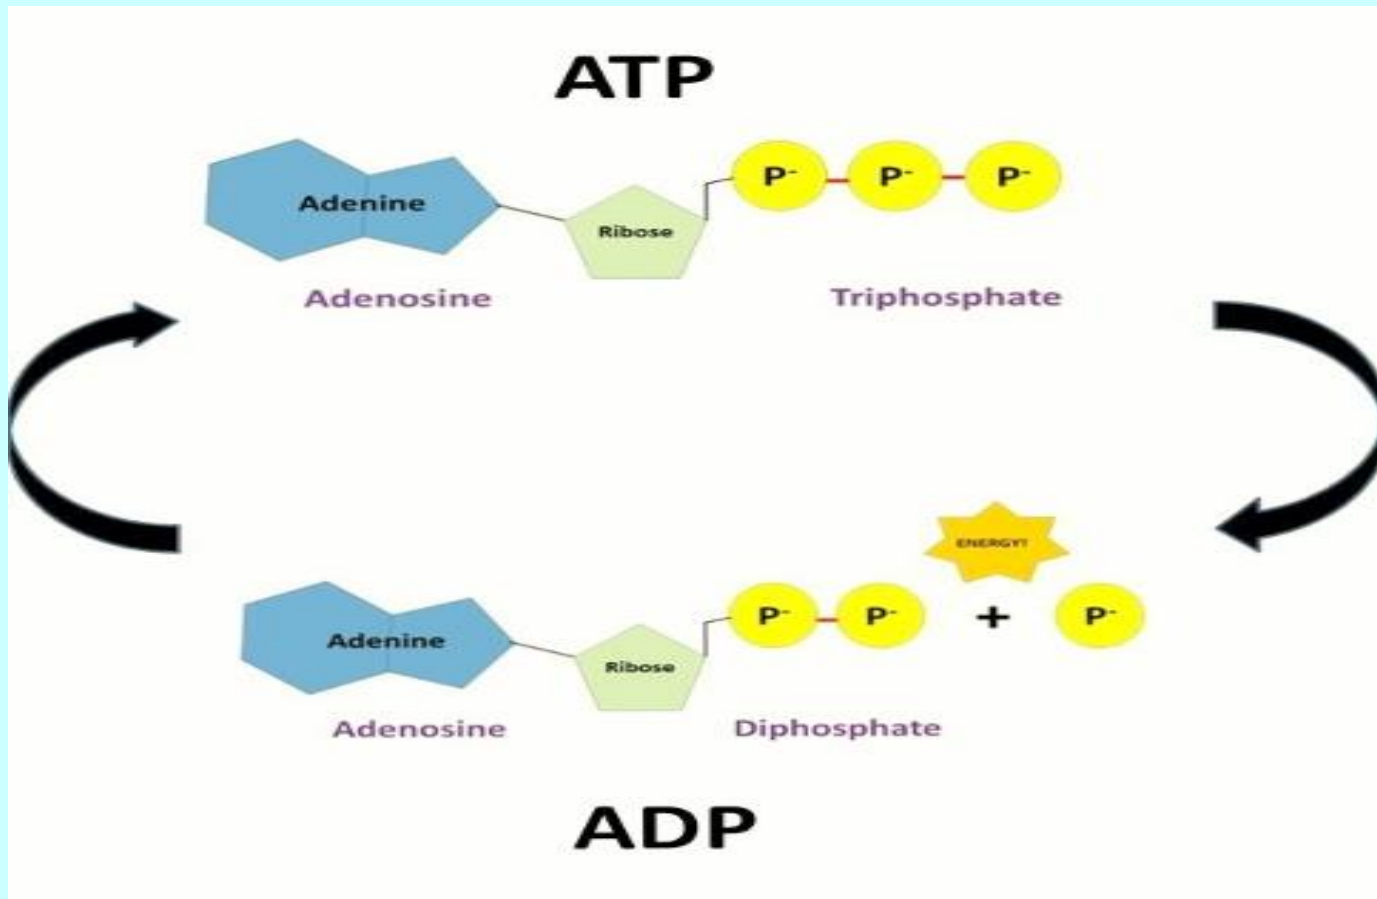 ATP
Adenine
Ribose
P- P- P-
Adenosine
Triphosphate
ENERGY!
Adenine
Ribose
P- P- + P-
Adenosine
Diphosphate
ADP